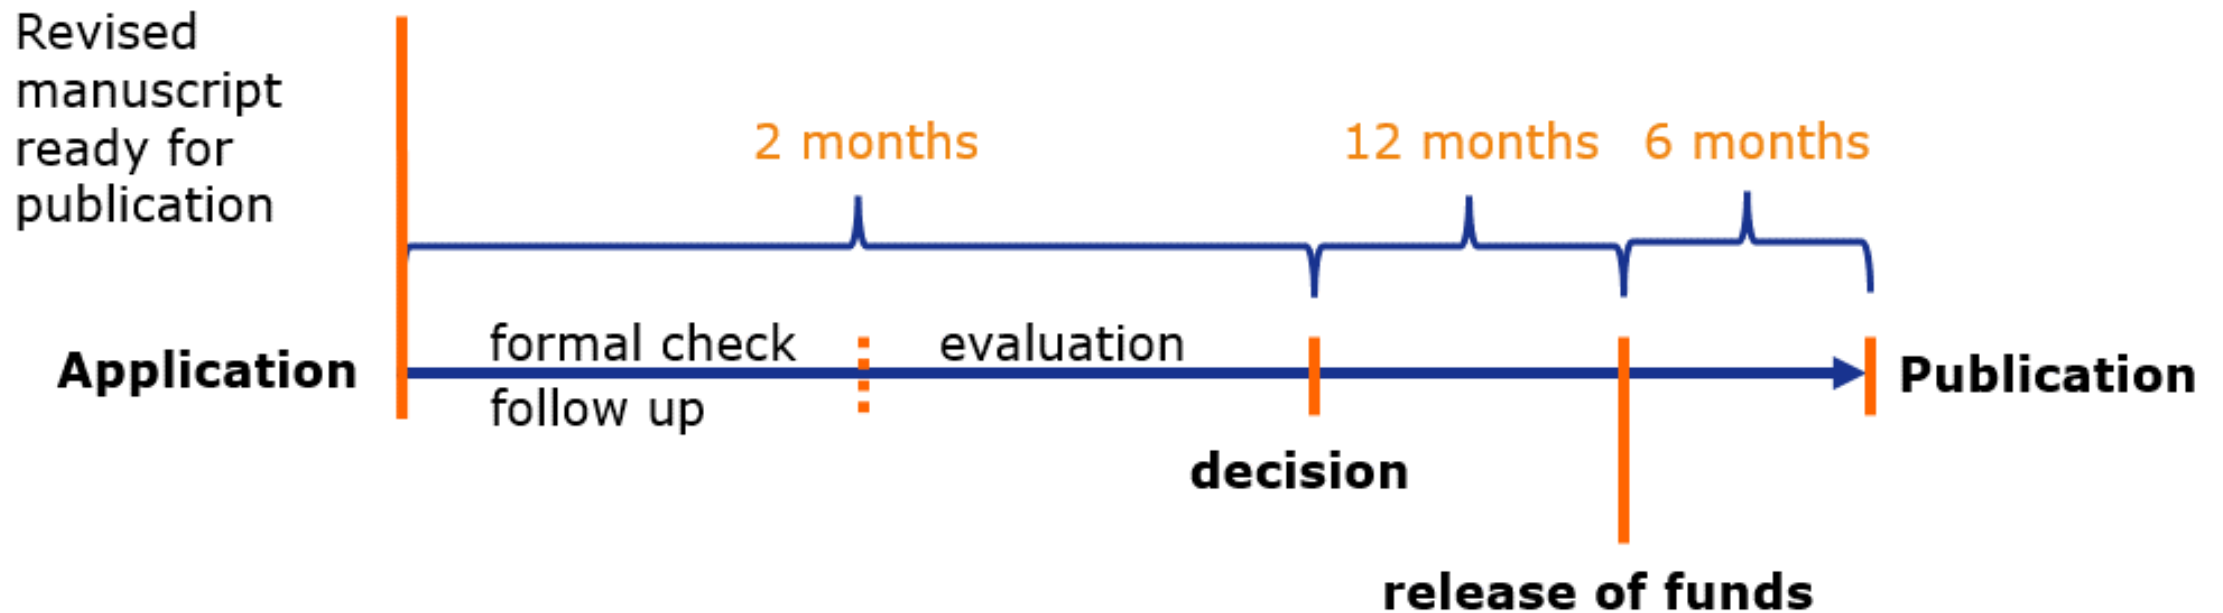 Revised
manuscript
ready for
publication
2 months
12 months
6 months
formal check
evaluation
Application
follow up
Publication
decision
release of funds